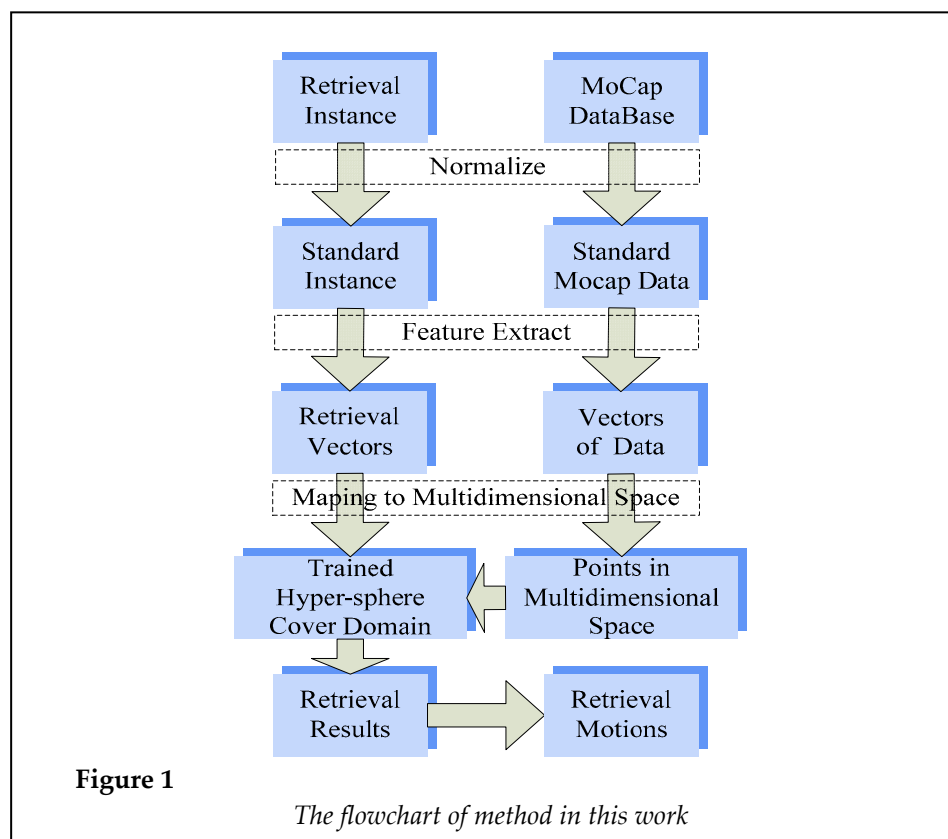 Retrieval
Instance
MoCap
DataBase
Normalize
Standard
Instance
Standard
Mocap Data
Feature Extract
Retrieval
Vectors
Vectors
of Data
Maping to Multidimensional Space
Trained
Hyper-sphere
Cover Domain
Points in
Multidimensional
Space
Retrieval
Results
Retrieval
Motions
Figure 1
The flowchart of method in this work